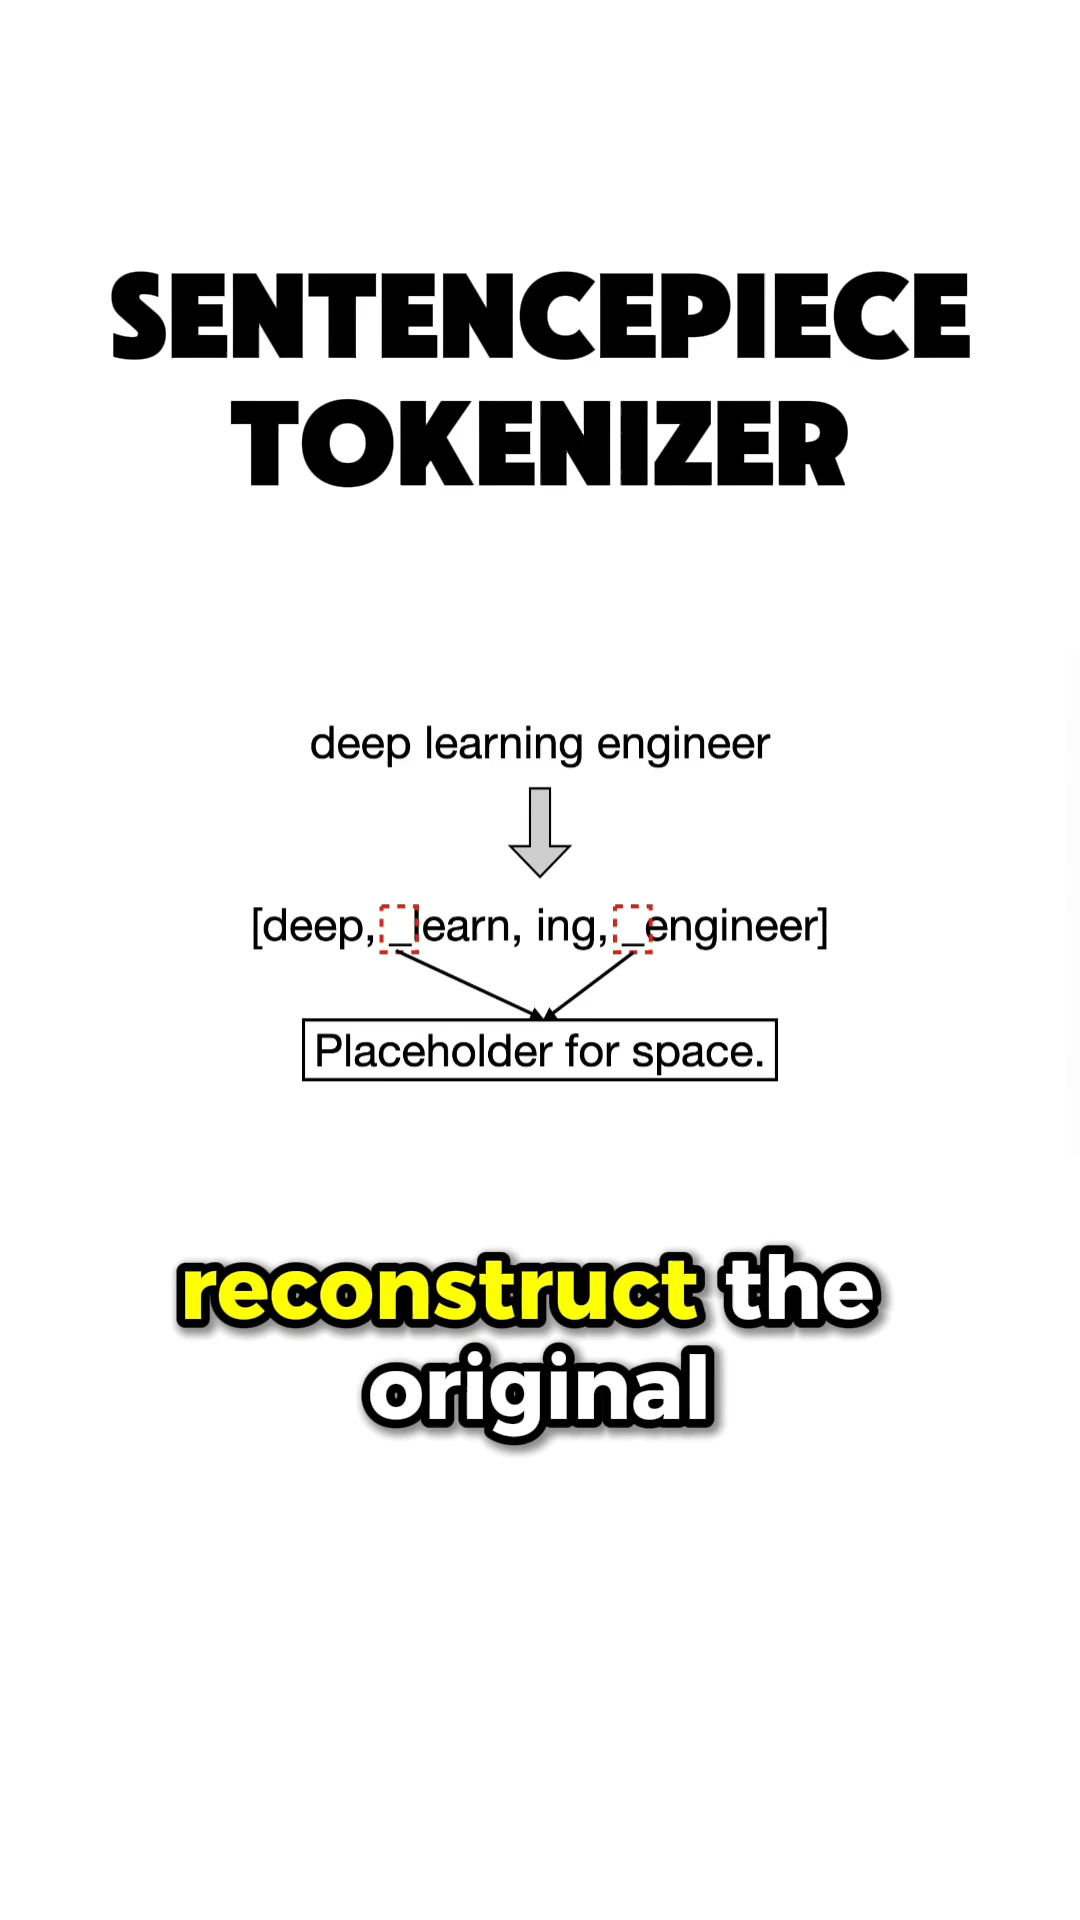 SENTENCEPIECE
TOKENIZER
deep learning engineer
[deep, _learn, ing, _engineer]
Placeholder for space.
reconstruct the
original